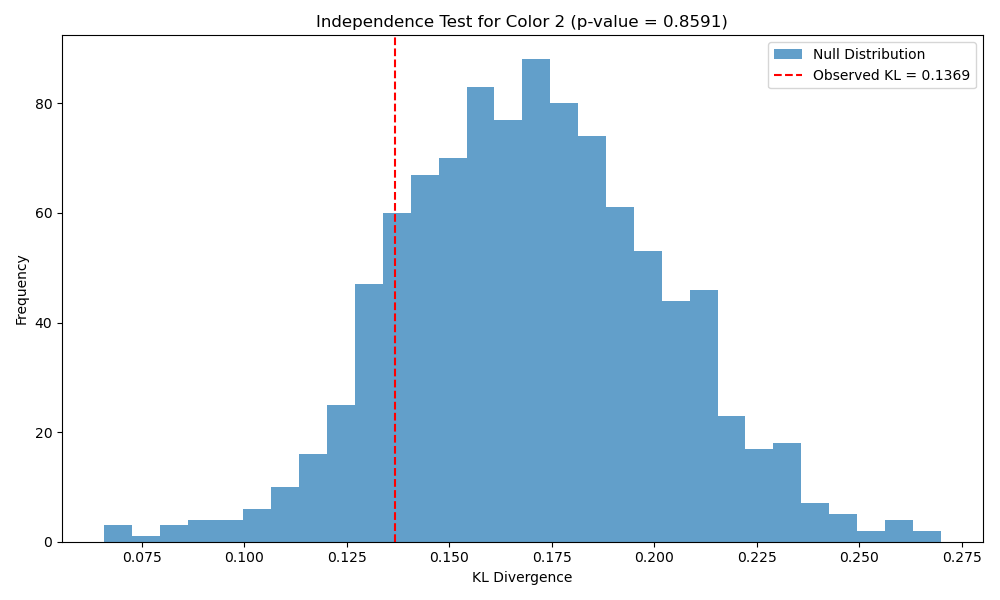 Independence Test for Color 2 (p-value = 0.8591)
Null Distribution
Observed KL = 0.1369
Frequency
80
60
40
20
0
0.075 0.100 0.125 0.150 0.175 0.200 0.225 0.250 0.275
KL Divergence